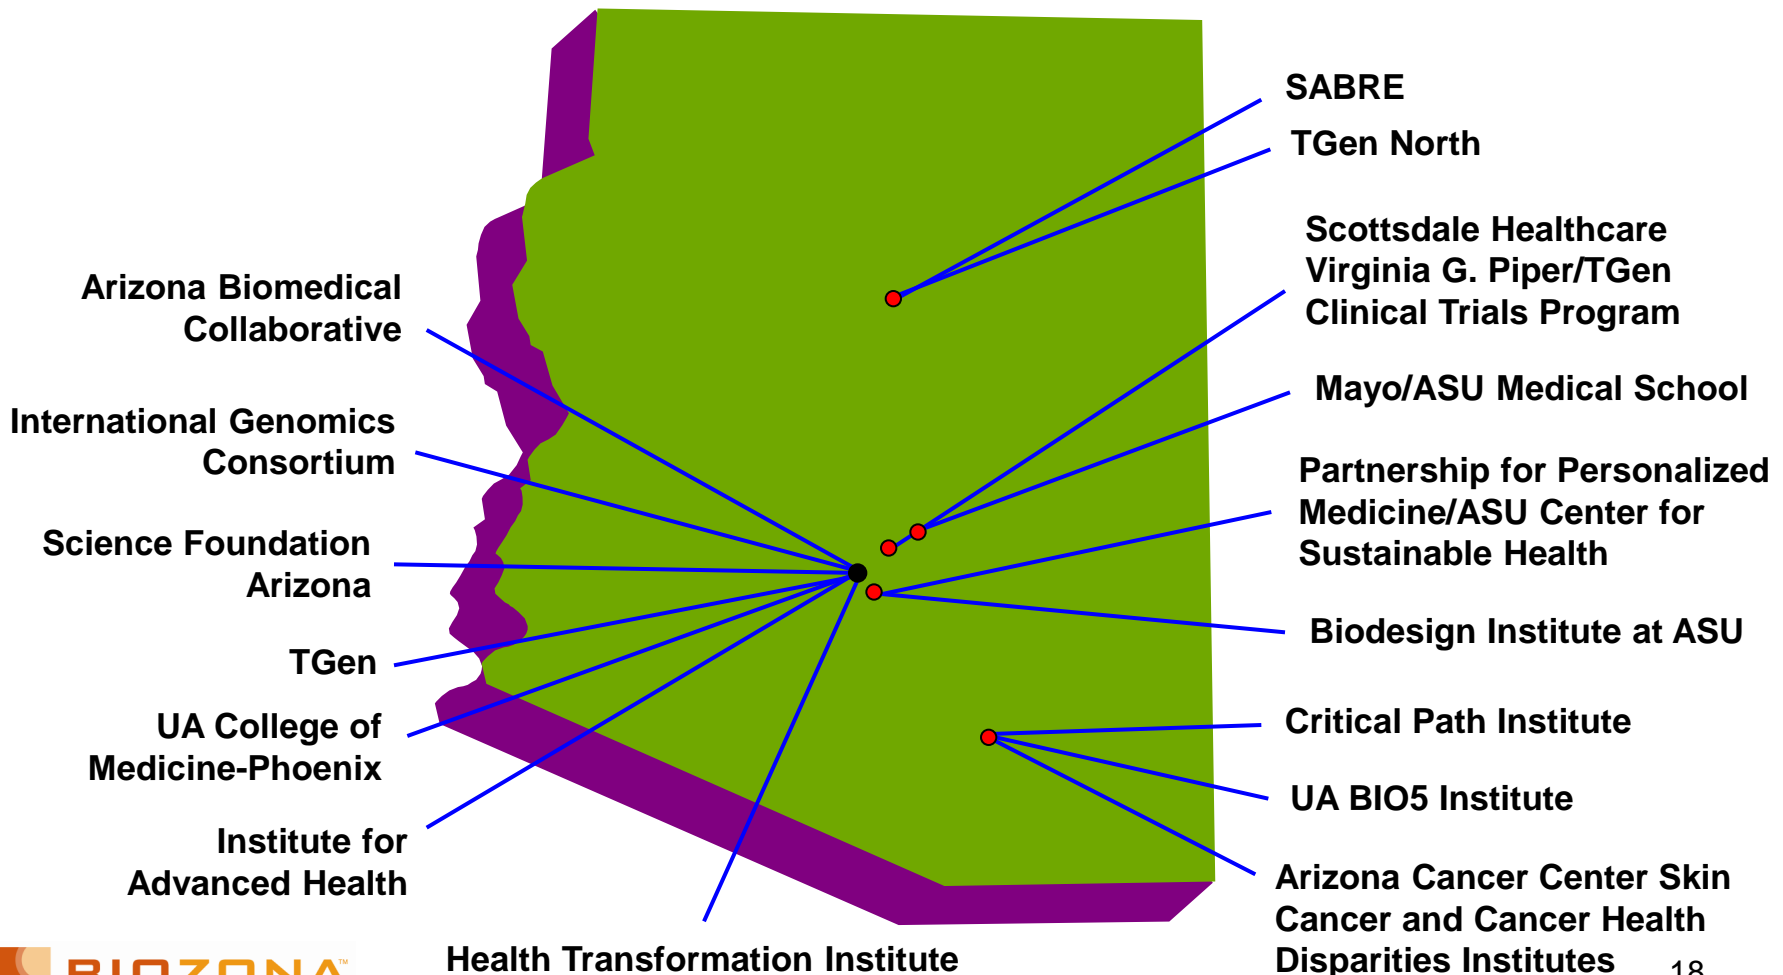 SABRE
TGen North
Scottsdale Healthcare
Virginia G. Piper/TGen
Clinical Trials Program
Arizona Biomedical
Collaborative
Mayo/ASU Medical School
International Genomics
Consortium
Partnership for Personalized
Medicine/ASU Center for
Sustainable Health
Science Foundation
Arizona
Biodesign Institute at ASU
TGen
UA College of
Medicine-Phoenix
Critical Path Institute
UA BIO5 Institute
Institute for
Advanced Health
Arizona Cancer Center Skin
Cancer and Cancer Health
Disparities Institutes
Health Transformation Institute
BIOZONA™
18